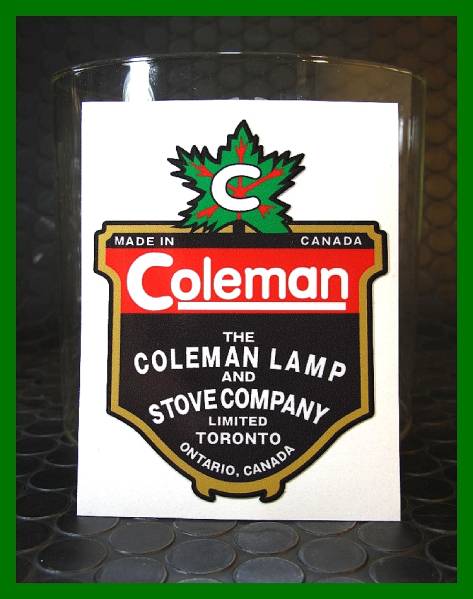 C
MADE IN CANADA
Coleman
THE
COLEMAN LAMP
AND
STOVE COMPANY
LIMITED
TORONTO
ONTARIO, CANADA